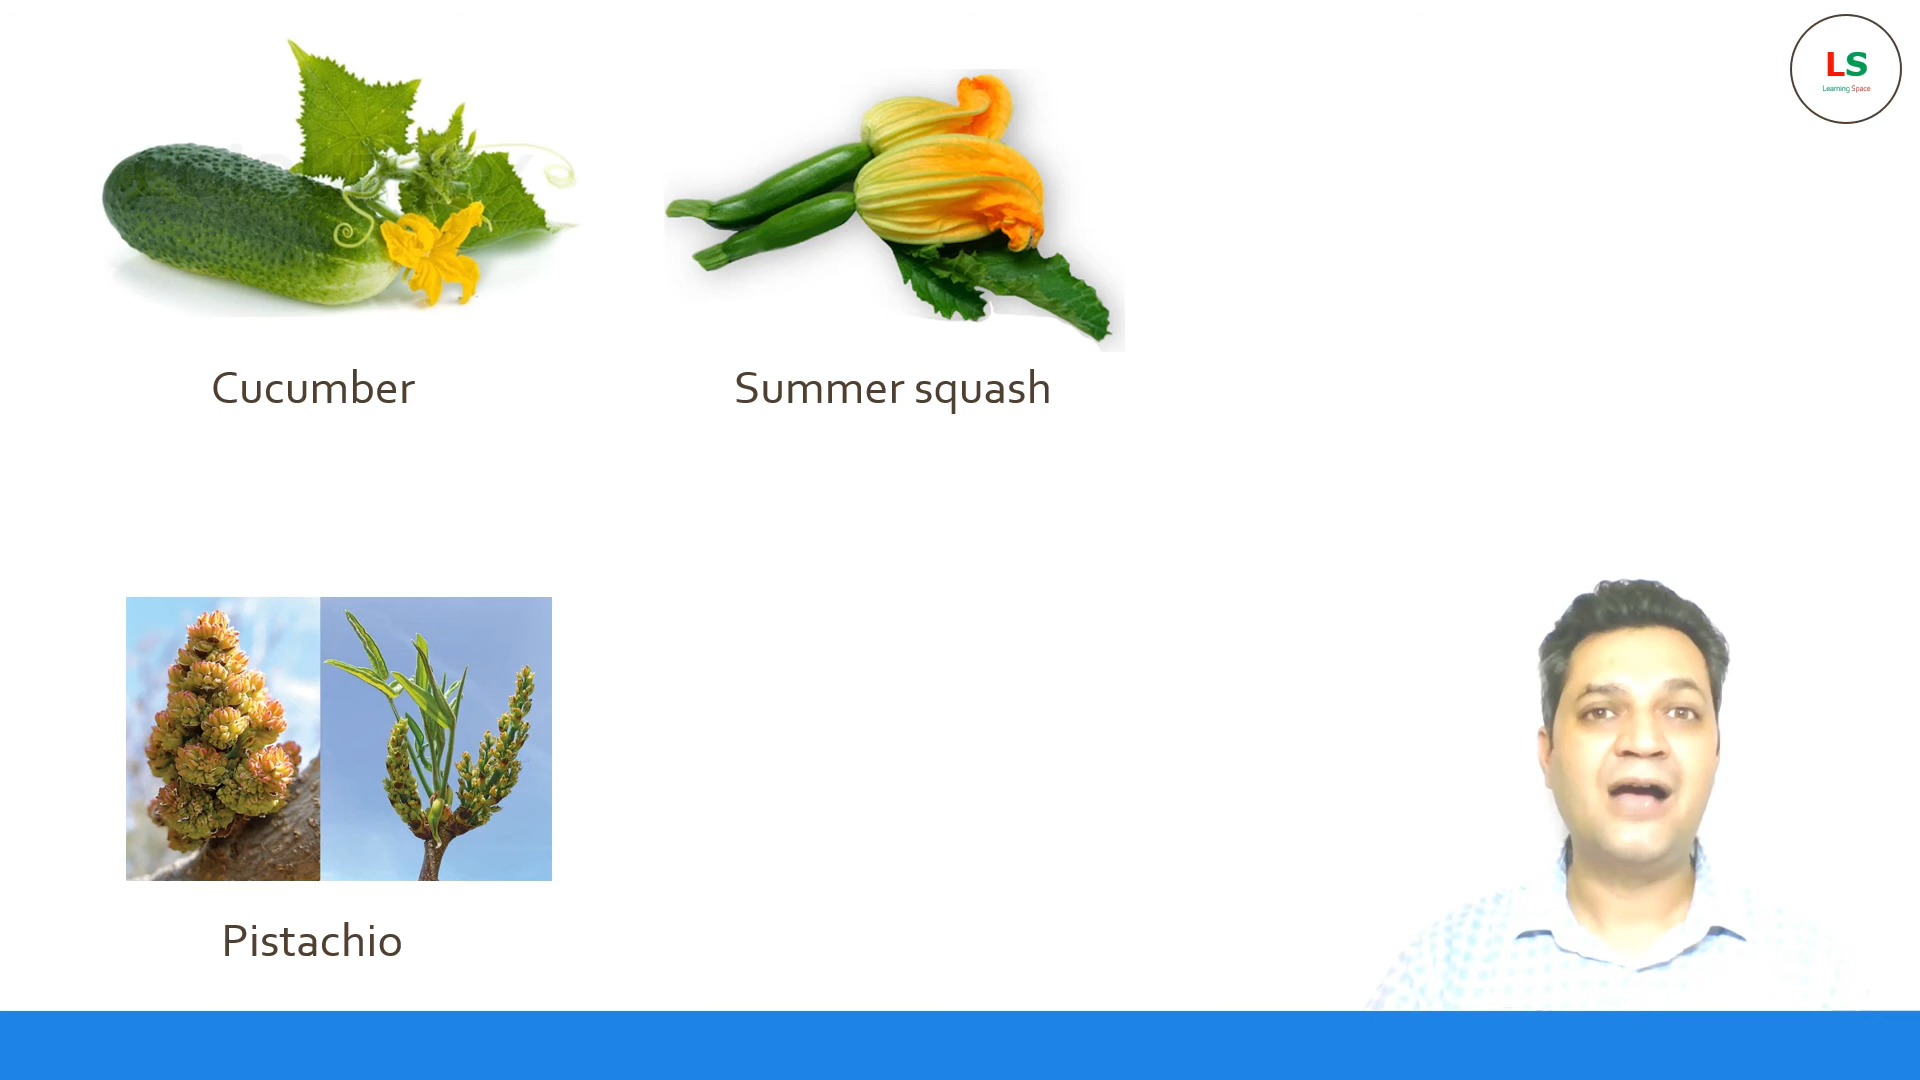 LS
Learning Space
Cucumber
Summer squash
Pistachio